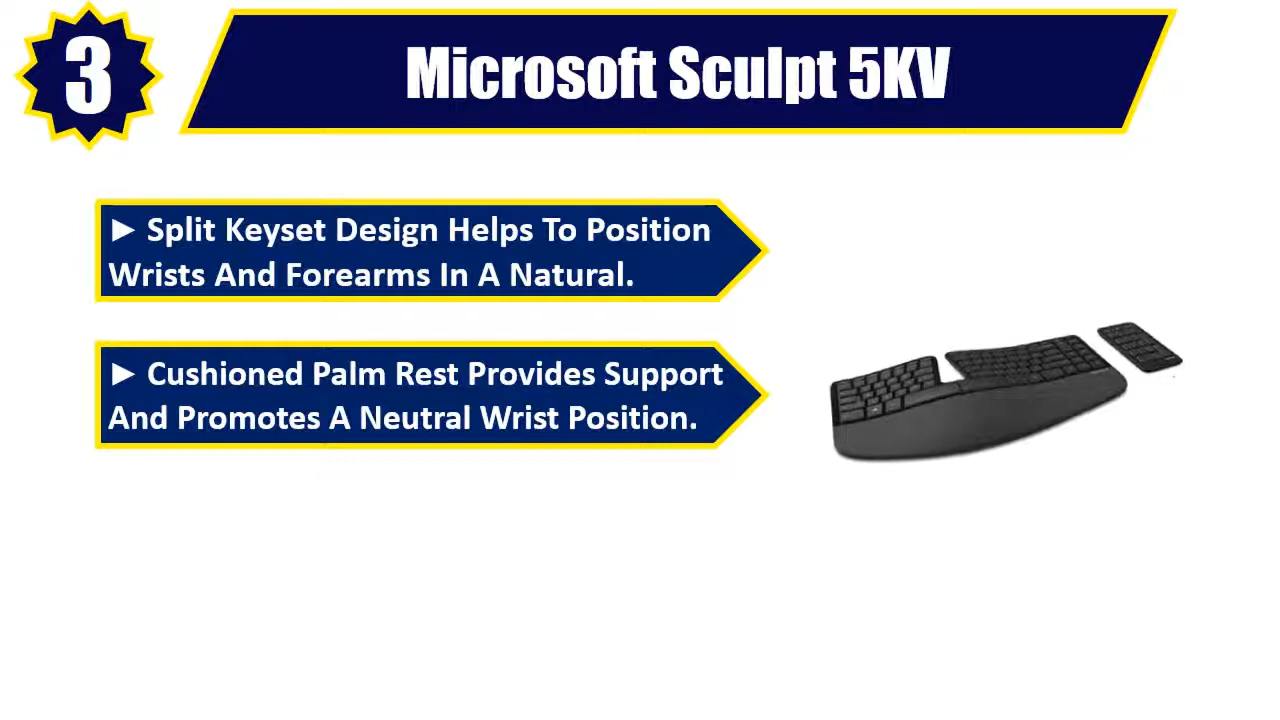 3
Microsoft Sculpt 5KV
► Split Keyset Design Helps To Position
Wrists And Forearms In A Natural.
► Cushioned Palm Rest Provides Support
And Promotes A Neutral Wrist Position.